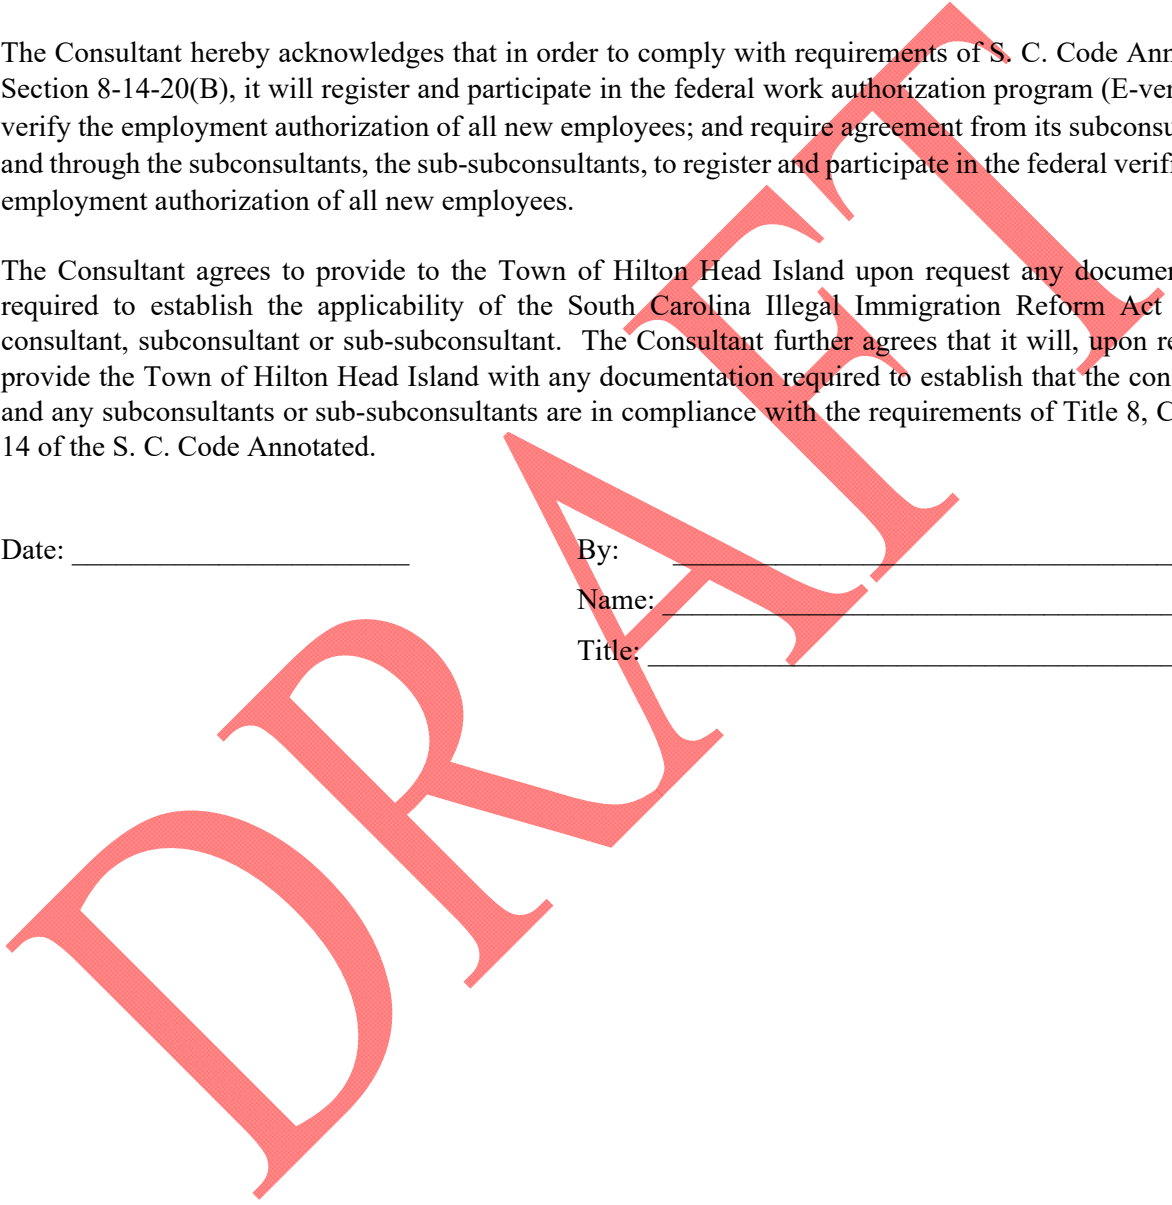 The Consultant hereby acknowledges that in order to comply with requirements of S. C. Code Ann
Section 8-14-20(B), it will register and participate in the federal work authorization program (E-ver
verify the employment authorization of all new employees; and require agreement from its subconsu
and through the subconsultants, the sub-subconsultants, to register and participate in the federal verifi
employment authorization of all new employees.
The Consultant agrees to provide to the Town of Hilton Head Island upon request any documen
required to establish the applicability of the South Carolina Illegal Immigration Reform Act
consultant, subconsultant or sub-subconsultant. The Consultant further agrees that it will, upon re
provide the Town of Hilton Head Island with any documentation required to establish that the con
and any subconsultants or sub-subconsultants are in compliance with the requirements of Title 8, C
14 of the S. C. Code Annotated.
Date: _______________________ By: __________________________________
Name: ___________________________________
Title: ____________________________________
DRAFT